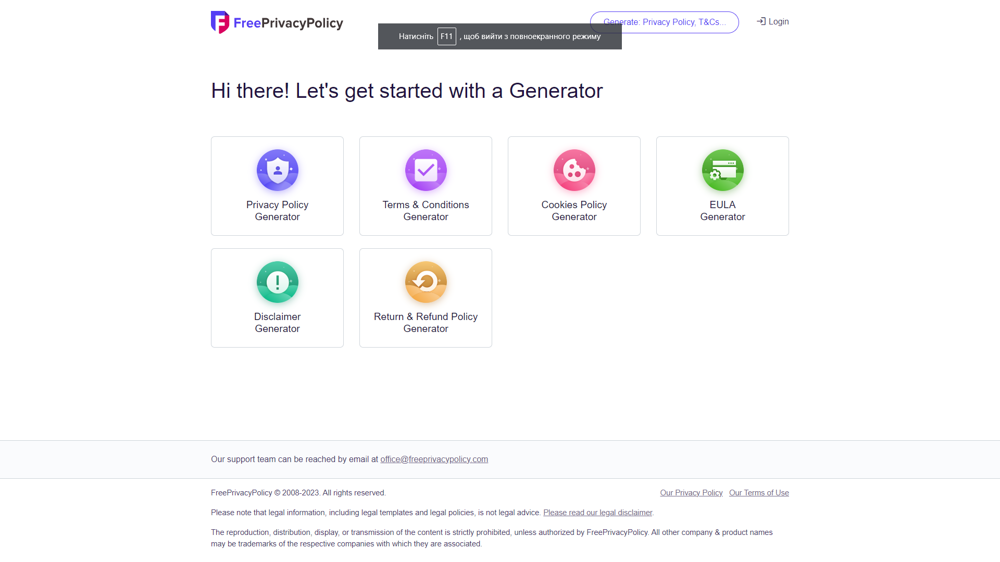 FreePrivacyPolicy
Generate: Privacy Policy, T&Cs...
Login
Натисніть F11 , щоб вийти з повноекранного режиму
Hi there! Let's get started with a Generator
Privacy Policy
Generator
Terms & Conditions
Generator
Cookies Policy
Generator
EULA
Generator
Disclaimer
Generator
Return & Refund Policy
Generator
Our support team can be reached by email at office@freeprivacypolicy.com
FreePrivacyPolicy © 2008-2023. All rights reserved.
Our Privacy Policy Our Terms of Use
Please note that legal information, including legal templates and legal policies, is not legal advice. Please read our legal disclaimer.
The reproduction, distribution, display, or transmission of the content is strictly prohibited, unless authorized by FreePrivacyPolicy. All other company & product names
may be trademarks of the respective companies with which they are associated.